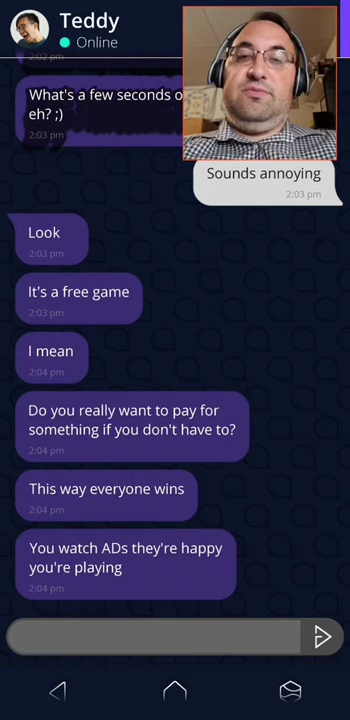 Teddy
Online
2:02 pm
What's a few seconds o
eh? ;)
2:03 pm
Sounds annoying
2:03 pm
Look
2:03 pm
It's a free game
2:03 pm
I mean
2:04 pm
Do you really want to pay for
something if you don't have to?
2:04 pm
This way everyone wins
2:04 pm
You watch ADs they're happy
you're playing
2:04 pm